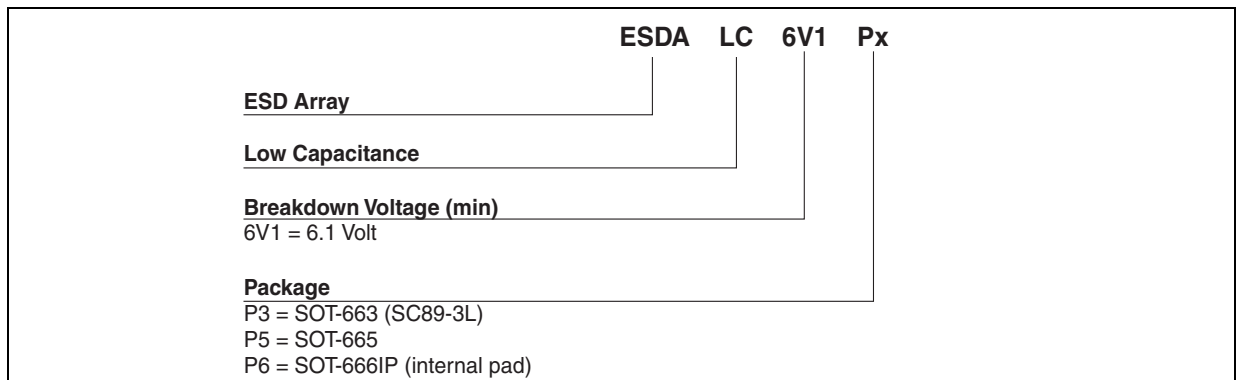 ESDA LC 6V1 Px
ESD Array
Low Capacitance
Breakdown Voltage (min)
6V1 = 6.1 Volt
Package
P3 = SOT-663 (SC89-3L)
P5 = SOT-665
P6 = SOT-666IP (internal pad)